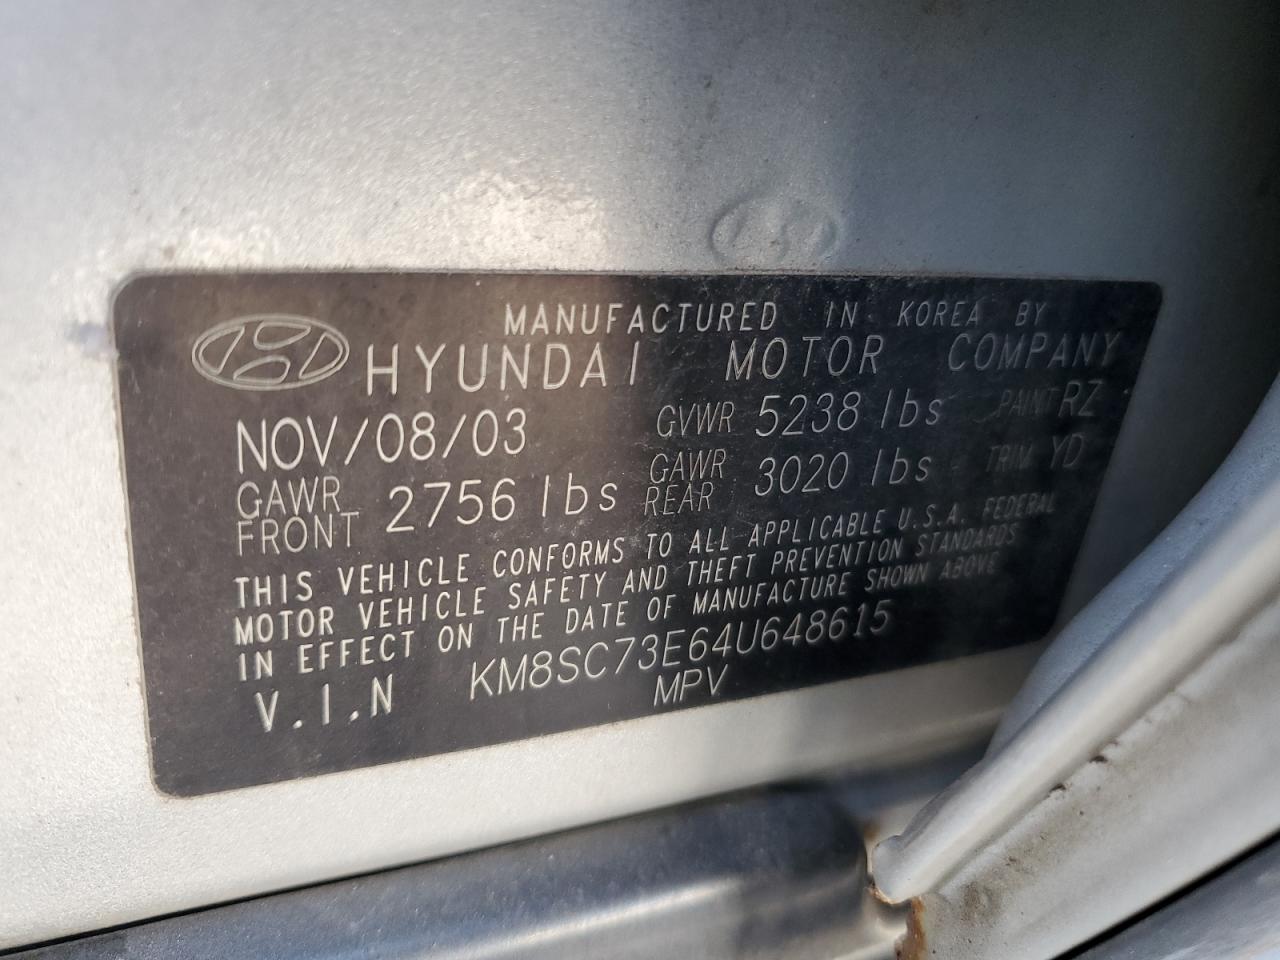 MANUFACTURED IN KOREA BY
HYUNDAI MOTOR COMPANY
NOV/08/03 GVWR 5238 lbs PAINT RZ
GAWR FRONT 2756 lbs GAWR REAR 3020 lbs TRIM YD
THIS VEHICLE CONFORMS TO ALL APPLICABLE U.S.A. FEDERAL
MOTOR VEHICLE SAFETY AND THEFT PREVENTION STANDARDS
IN EFFECT ON THE DATE OF MANUFACTURE SHOWN ABOVE
V.I.N KM8SC73E64U648615
MPV